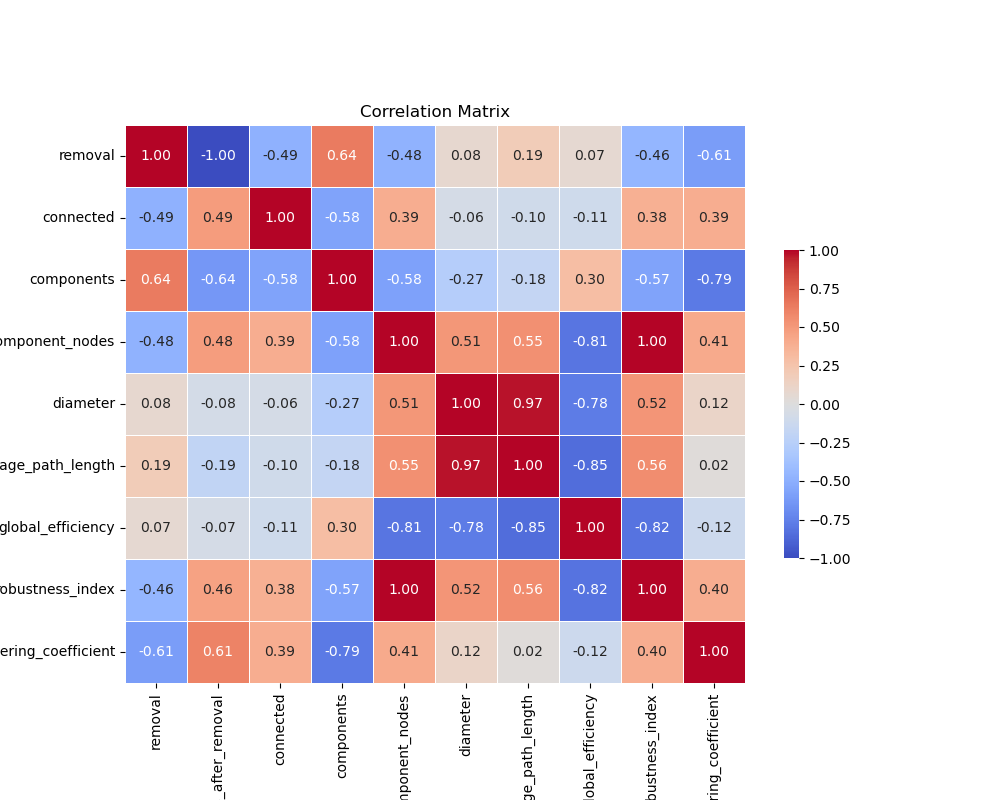 Correlation Matrix
removal 1.00 -1.00 -0.49 0.64 -0.48 0.08 0.19 0.07 -0.46 -0.61
connected -0.49 0.49 1.00 -0.58 0.39 -0.06 -0.10 -0.11 0.38 0.39
components 0.64 -0.64 -0.58 1.00 -0.58 -0.27 -0.18 0.30 -0.57 -0.79
omponent_nodes -0.48 0.48 0.39 -0.58 1.00 0.51 0.55 -0.81 1.00 0.41
diameter 0.08 -0.08 -0.06 -0.27 0.51 1.00 0.97 -0.78 0.52 0.12
age_path_length 0.19 -0.19 -0.10 -0.18 0.55 0.97 1.00 -0.85 0.56 0.02
global_efficiency 0.07 -0.07 -0.11 0.30 -0.81 -0.78 -0.85 1.00 -0.82 -0.12
obustness_index -0.46 0.46 0.38 -0.57 1.00 0.52 0.56 -0.82 1.00 0.40
ering_coefficient -0.61 0.61 0.39 -0.79 0.41 0.12 0.02 -0.12 0.40 1.00
removal
_after_removal
connected
components
mponent_nodes
diameter
ge_path_length
lobal_efficiency
bustness_index
ring_coefficient
1.00
0.75
0.50
0.25
0.00
−0.25
−0.50
−0.75
−1.00